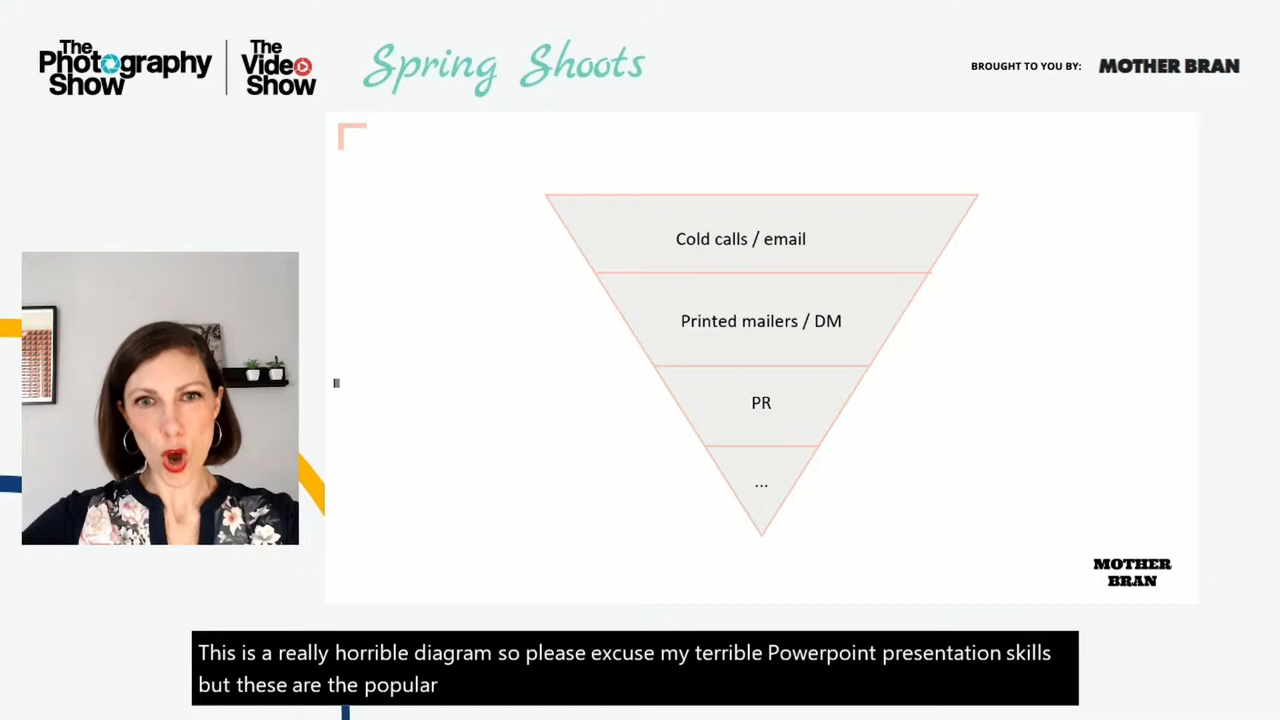 The
Photography
Show
The
Video
Show
Spring Shoots
BROUGHT TO YOU BY:
MOTHER BRAN
Cold calls / email
Printed mailers / DM
PR
...
MOTHER
BRAN
This is a really horrible diagram so please excuse my terrible Powerpoint presentation skills
but these are the popular